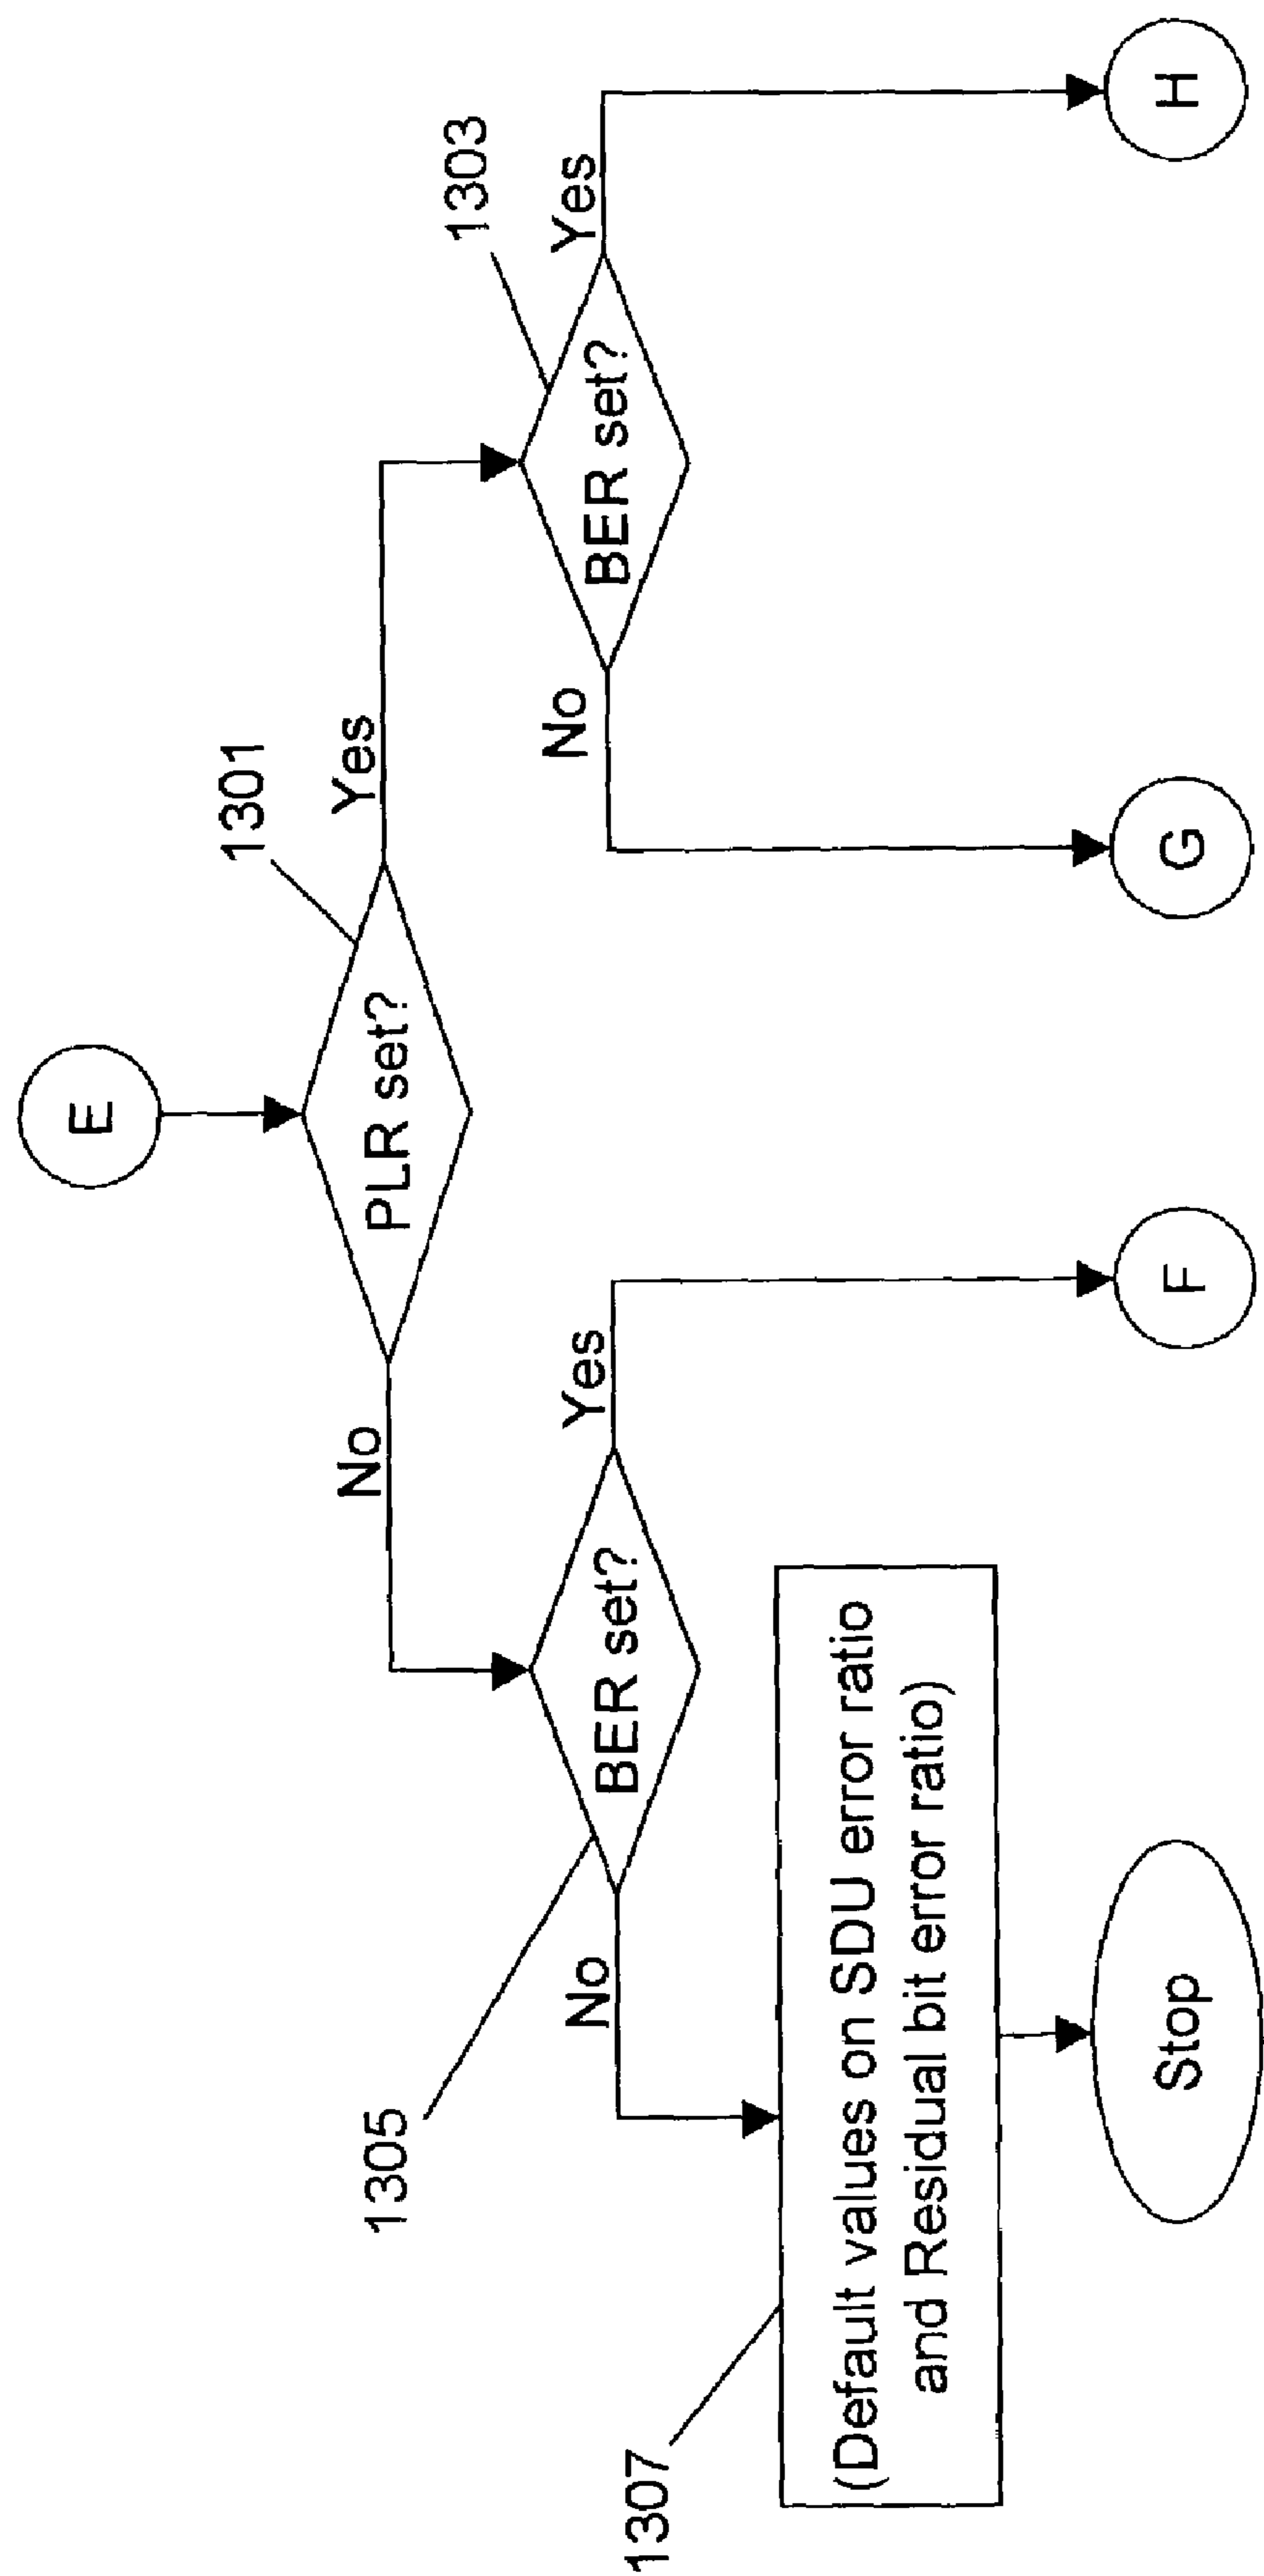 E
1301
PLR set?
No
Yes
1305
BER set?
No
Yes
1303
BER set?
No
Yes
1307
(Default values on SDU error ratio
and Residual bit error ratio)
Stop
F
G
H